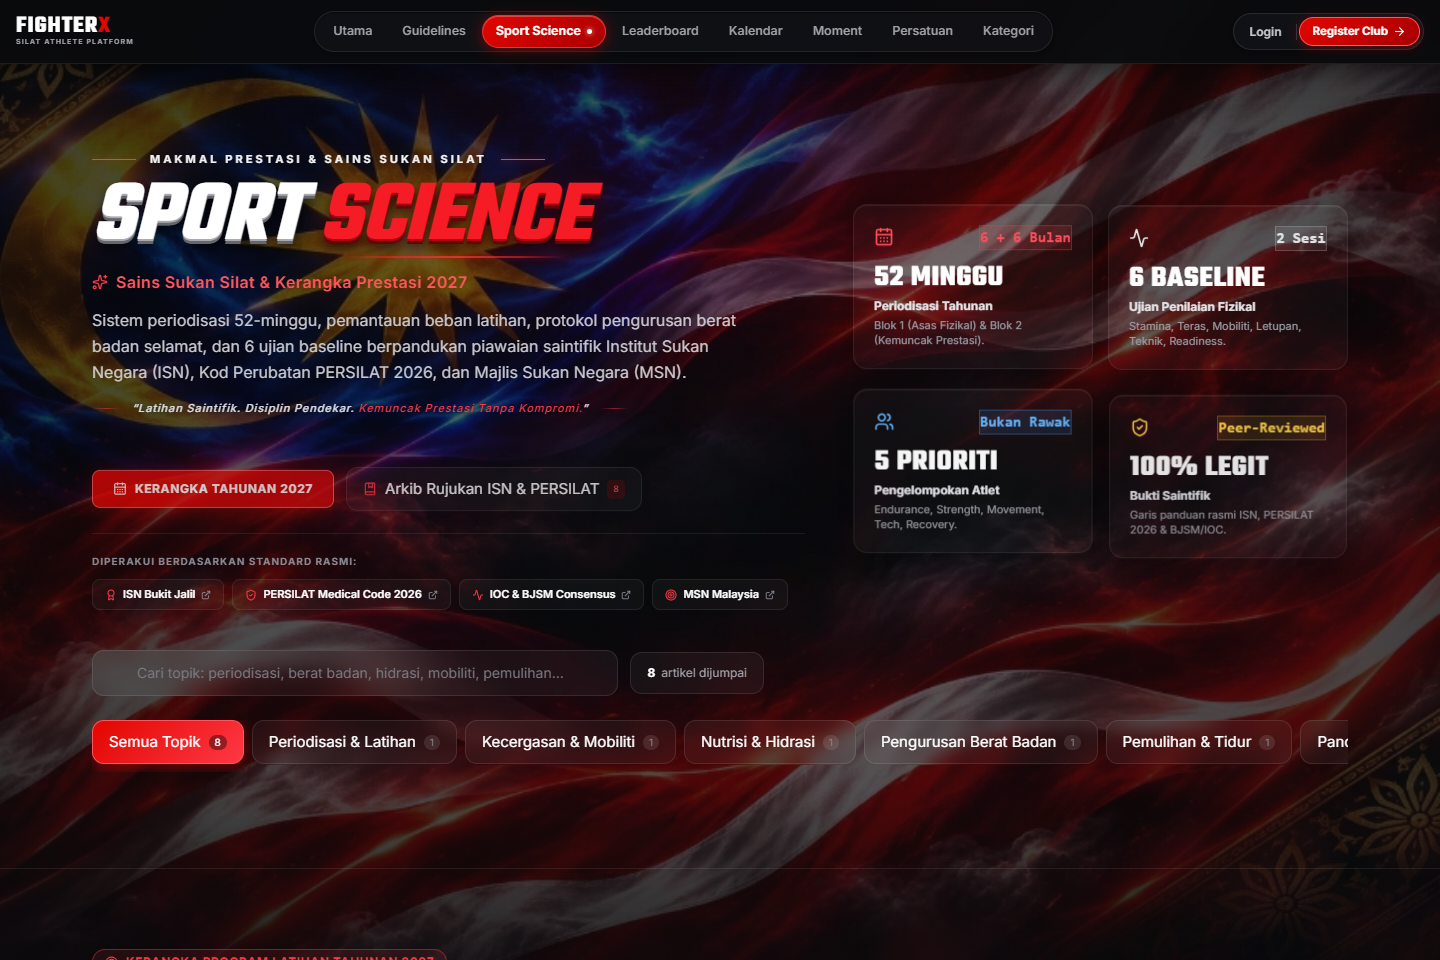 FIGHTERX
SILAT ATHLETE PLATFORM
Utama
Guidelines
Sport Science
Leaderboard
Kalendar
Moment
Persatuan
Kategori
Login
Register Club
MAKMAL PRESTASI & SAINS SUKAN SILAT
SPORT SCIENCE
Sains Sukan Silat & Kerangka Prestasi 2027
Sistem periodisasi 52-minggu, pemantauan beban latihan, protokol pengurusan berat
badan selamat, dan 6 ujian baseline berpandukan piawaian saintifik Institut Sukan
Negara (ISN), Kod Perubatan PERSILAT 2026, dan Majlis Sukan Negara (MSN).
"Latihan Saintifik. Disiplin Pendekar. Kemuncak Prestasi Tanpa Kompromi."
KERANGKA TAHUNAN 2027
Arkib Rujukan ISN & PERSILAT 8
DIPERAKUI BERDASARKAN STANDARD RASMI:
ISN Bukit Jalil
PERSILAT Medical Code 2026
IOC & BJSM Consensus
MSN Malaysia
6 + 6 Bulan
52 MINGGU
Periodisasi Tahunan
Blok 1 (Asas Fizikal) & Blok 2
(Kemuncak Prestasi).
2 Sesi
6 BASELINE
Ujian Penilaian Fizikal
Stamina, Teras, Mobiliti, Letupan,
Teknik, Readiness.
Bukan Rawak
5 PRIORITI
Pengelompokan Atlet
Endurance, Strength, Movement,
Tech, Recovery.
Peer-Reviewed
100% LEGIT
Bukti Saintifik
Garis panduan rasmi ISN, PERSILAT
2026 & BJSM/IOC.
Cari topik: periodisasi, berat badan, hidrasi, mobiliti, pemulihan...
8 artikel dijumpai
Semua Topik 8
Periodisasi & Latihan 1
Kecergasan & Mobiliti 1
Nutrisi & Hidrasi 1
Pengurusan Berat Badan 1
Pemulihan & Tidur 1
KERANGKA PROGRAM LATIHAN TAHUNAN 2027